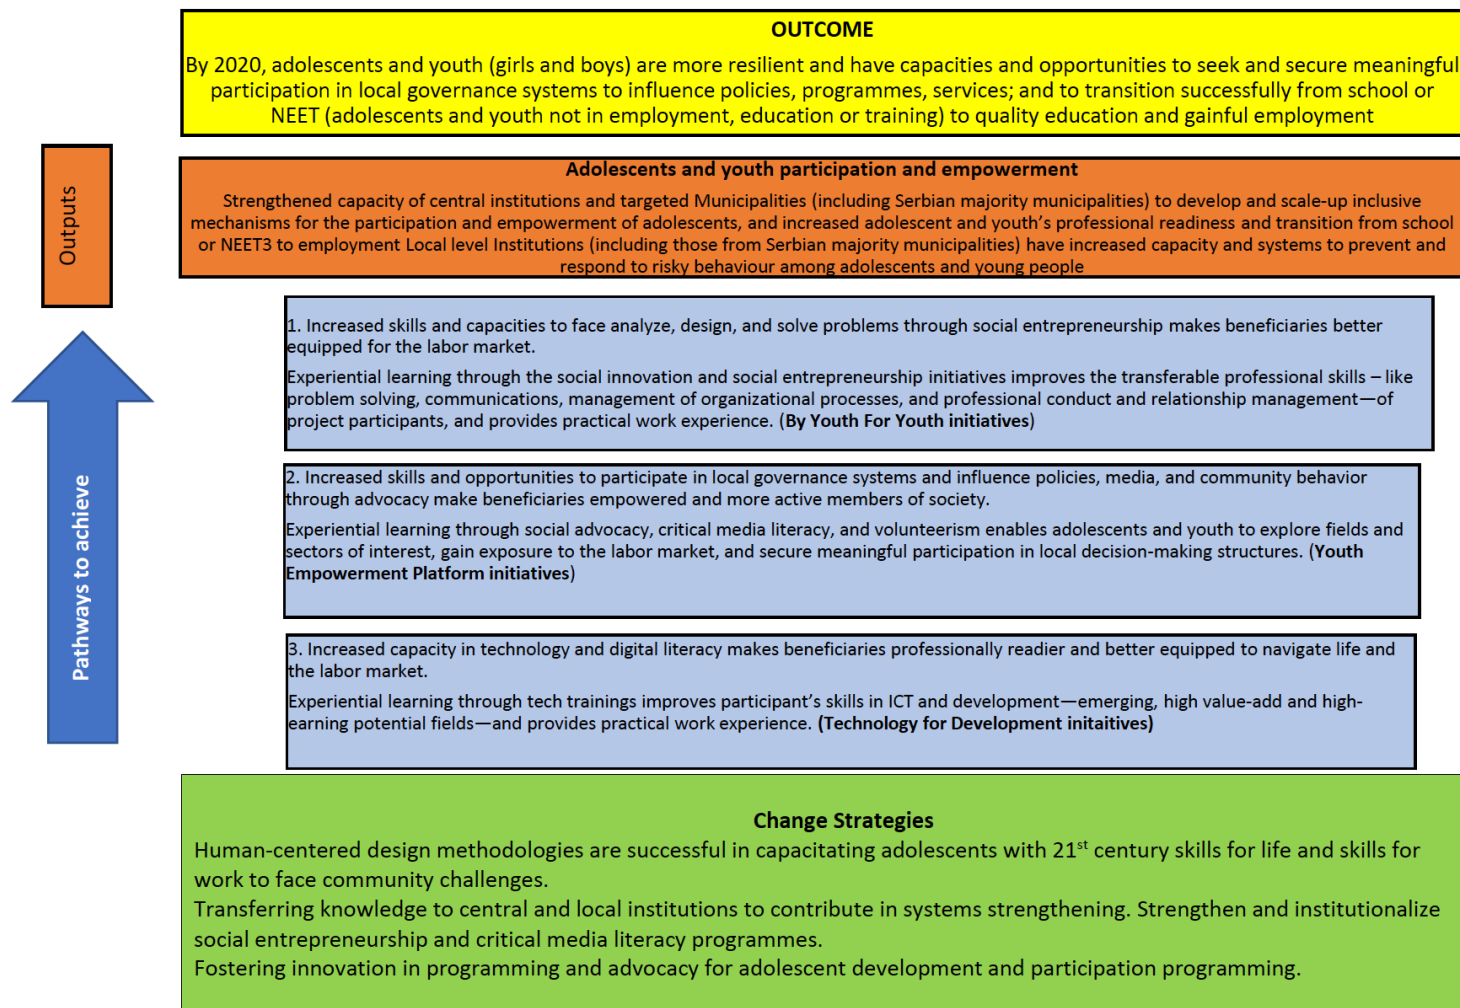 OUTCOME
By 2020, adolescents and youth (girls and boys) are more resilient and have capacities and opportunities to seek and secure meaningful
participation in local governance systems to influence policies, programmes, services; and to transition successfully from school or
NEET (adolescents and youth not in employment, education or training) to quality education and gainful employment
Outputs
Adolescents and youth participation and empowerment
Strengthened capacity of central institutions and targeted Municipalities (including Serbian majority municipalities) to develop and scale-up inclusive
mechanisms for the participation and empowerment of adolescents, and increased adolescent and youth's professional readiness and transition from school
or NEET3 to employment Local level Institutions (including those from Serbian majority municipalities) have increased capacity and systems to prevent and
respond to risky behaviour among adolescents and young people
Pathways to achieve
1. Increased skills and capacities to face analyze, design, and solve problems through social entrepreneurship makes beneficiaries better
equipped for the labor market.
Experiential learning through the social innovation and social entrepreneurship initiatives improves the transferable professional skills – like
problem solving, communications, management of organizational processes, and professional conduct and relationship management—of
project participants, and provides practical work experience. (By Youth For Youth initiatives)
2. Increased skills and opportunities to participate in local governance systems and influence policies, media, and community behavior
through advocacy make beneficiaries empowered and more active members of society.
Experiential learning through social advocacy, critical media literacy, and volunteerism enables adolescents and youth to explore fields and
sectors of interest, gain exposure to the labor market, and secure meaningful participation in local decision-making structures. (Youth
Empowerment Platform initiatives)
3. Increased capacity in technology and digital literacy makes beneficiaries professionally readier and better equipped to navigate life and
the labor market.
Experiential learning through tech trainings improves participant's skills in ICT and development—emerging, high value-add and high-
earning potential fields—and provides practical work experience. (Technology for Development initaitives)
Change Strategies
Human-centered design methodologies are successful in capacitating adolescents with 21st century skills for life and skills for
work to face community challenges.
Transferring knowledge to central and local institutions to contribute in systems strengthening. Strengthen and institutionalize
social entrepreneurship and critical media literacy programmes.
Fostering innovation in programming and advocacy for adolescent development and participation programming.